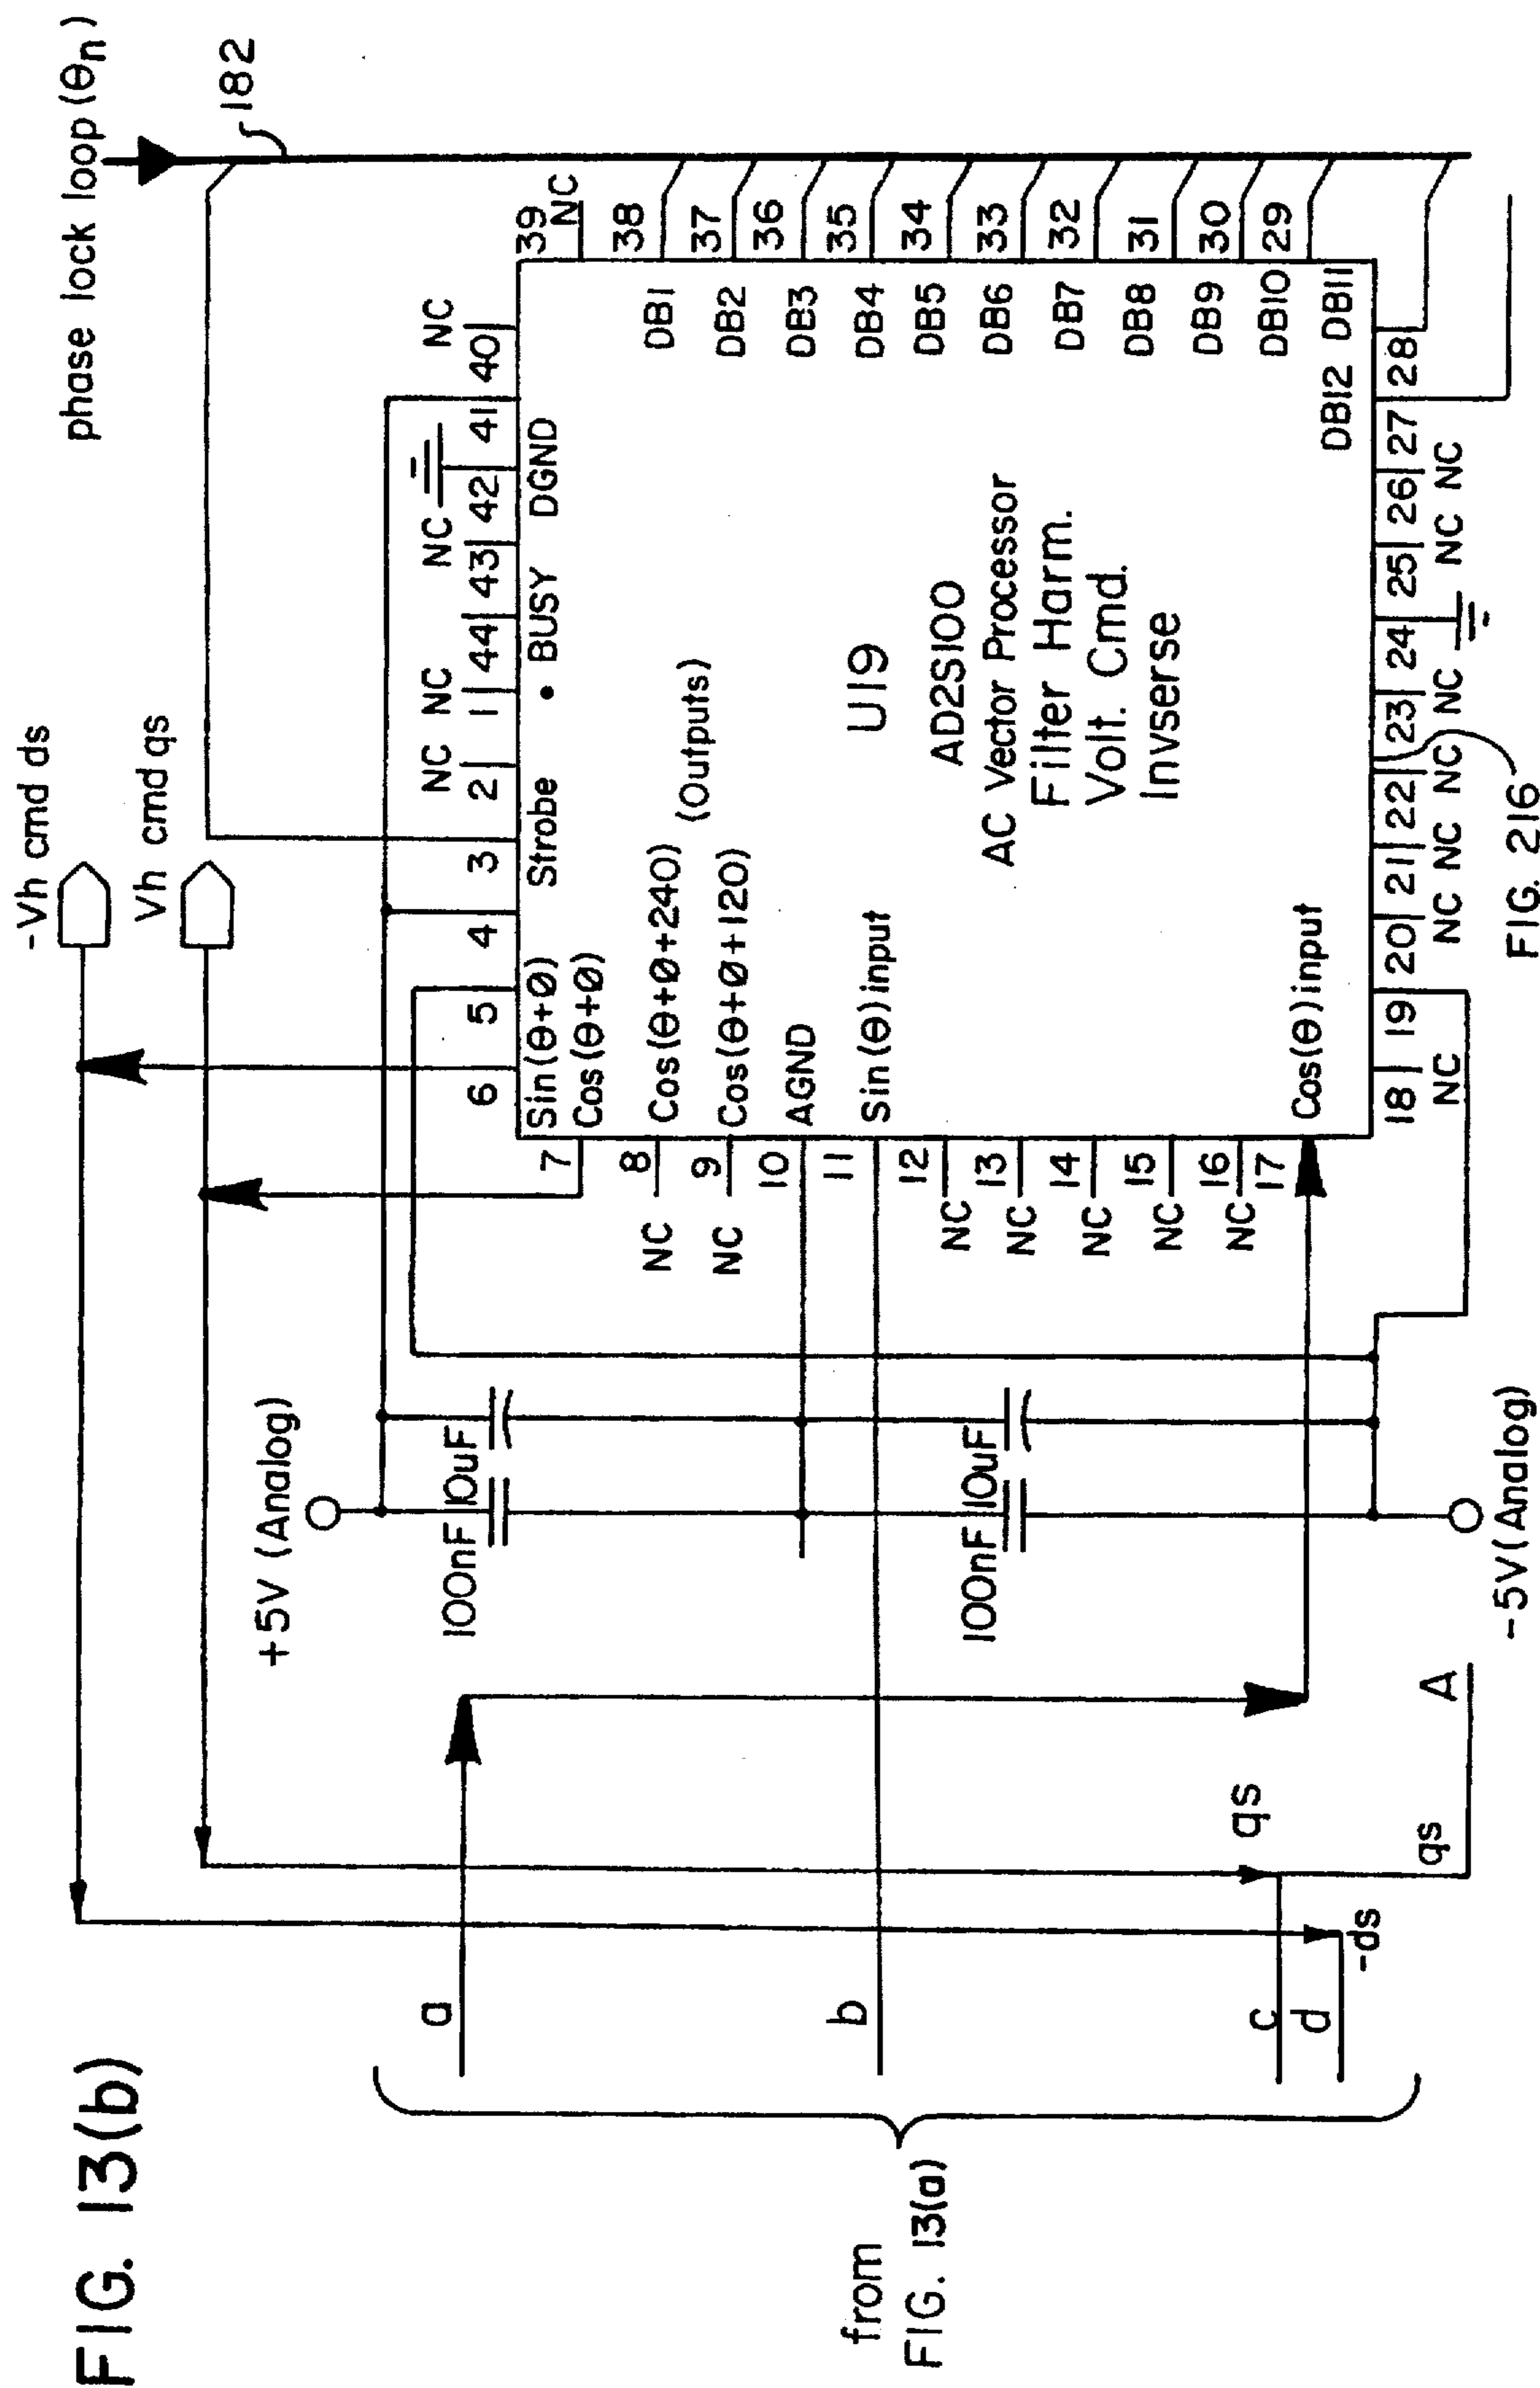 FIG. 13(b)
-Vh cmd ds
Vh cmd qs
phase lock loop (θn)
182
+5V (Analog)
100nF
10uF
100nF
10uF
-5V (Analog)
from
FIG. 13(a)
a
b
c
d
qs
qs
-ds
A
6
5
4
3
2
NC
1
NC
44
43
NC
42
41
40
NC
Sin(θ+Ø)
Strobe
BUSY
DGND
39
NC
7
Cos(θ+Ø)
8
NC
Cos(θ+Ø+240)
(Outputs)
9
NC
Cos(θ+Ø+120)
10
AGND
11
Sin(θ)input
12
NC
13
NC
14
NC
15
NC
16
NC
17
Cos(θ)input
U19
AD2S100
AC Vector Processor
Filter Harm.
Volt. Cmd.
Invserse
DB1
38
DB2
37
DB3
36
DB4
35
DB5
34
DB6
33
DB7
32
DB8
31
DB9
30
DB10
29
DB12
DB11
18
19
20
21
22
23
24
25
26
27
28
NC
NC
NC
NC
NC
NC
NC
FIG. 216